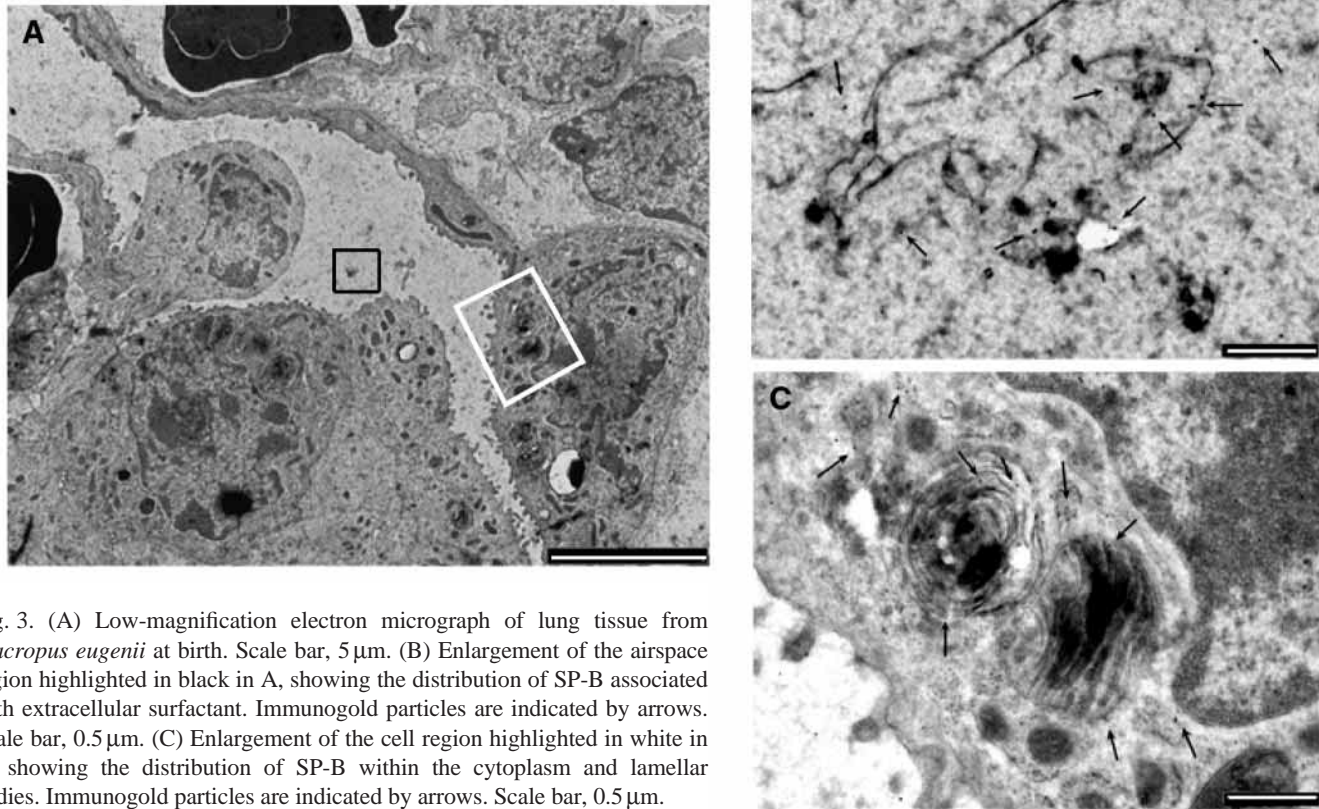 A
C
g. 3. (A) Low-magnification electron micrograph of lung tissue from
acropus eugenii at birth. Scale bar, 5 μm. (B) Enlargement of the airspace
gion highlighted in black in A, showing the distribution of SP-B associated
th extracellular surfactant. Immunogold particles are indicated by arrows.
ale bar, 0.5 μm. (C) Enlargement of the cell region highlighted in white in
showing the distribution of SP-B within the cytoplasm and lamellar
dies. Immunogold particles are indicated by arrows. Scale bar, 0.5 μm.